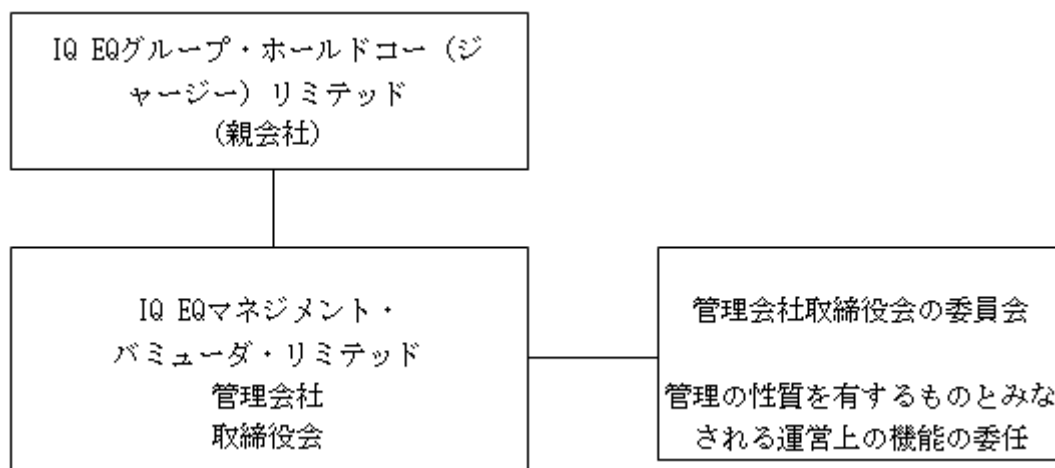 IQ EQグループ・ホールドコー（ジ
ャージー）リミテッド
(親会社)
IQ EQマネジメント・
バミューダ・リミテッド
管理会社
取締役会
管理会社取締役会の委員会
管理の性質を有するものとみな
される運営上の機能の委任